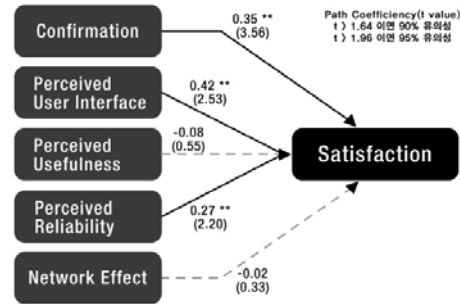 Confirmation
0.35 **
(3.56)
Path Coefficiency(t value)
t > 1.64 이면 90% 유의성
t > 1.96 이면 95% 유의성
Perceived
User Interface
0.42 **
(2.53)
Perceived
Usefulness
-0.08
(0.55)
Satisfaction
Perceived
Reliability
0.27 **
(2.20)
Network Effect
-0.02
(0.33)